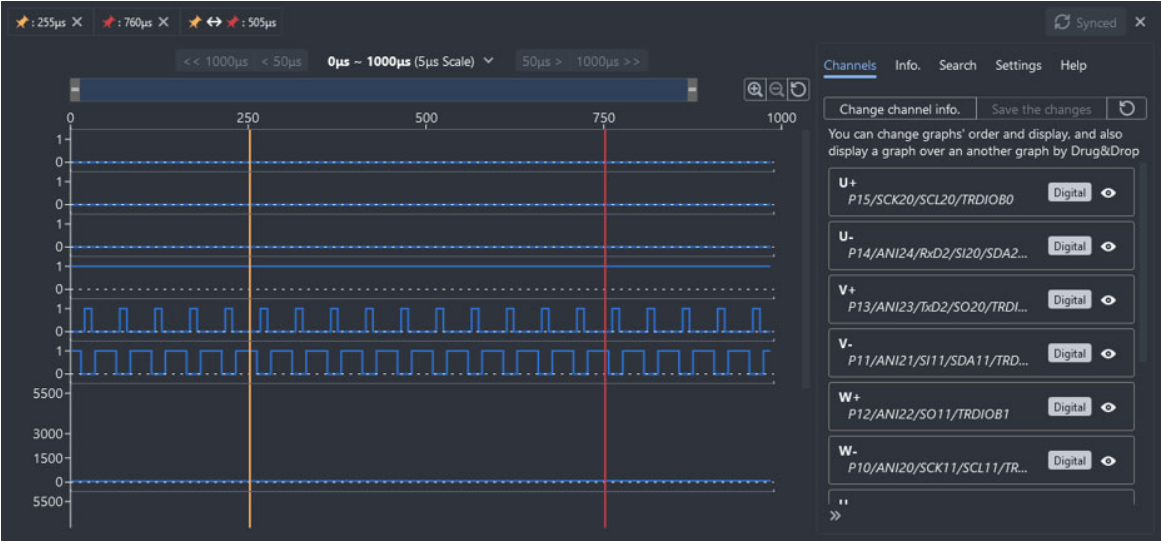 : 255μs × : 760μs × ↔ : 505μs Synced ×
<< 1000μs < 50μs 0μs ~ 1000μs (5μs Scale) 50μs > 1000μs >>
Channels Info. Search Settings Help
Change channel info. Save the changes
You can change graphs' order and display, and also
display a graph over an another graph by Drug&Drop
0 250 500 750 1000
1
0
1
0
1
0
1
0
1
0
1
0
5500
3000
1500
0
5500
U+
P15/SCK20/SCL20/TRDIOB0
Digital
U-
P14/ANI24/RxD2/SI20/SDA2...
Digital
V+
P13/ANI23/TxD2/SO20/TRDI...
Digital
V-
P11/ANI21/SI11/SDA11/TRD...
Digital
W+
P12/ANI22/SO11/TRDIOB1
Digital
W-
P10/ANI20/SCK11/SCL11/TR...
Digital
»